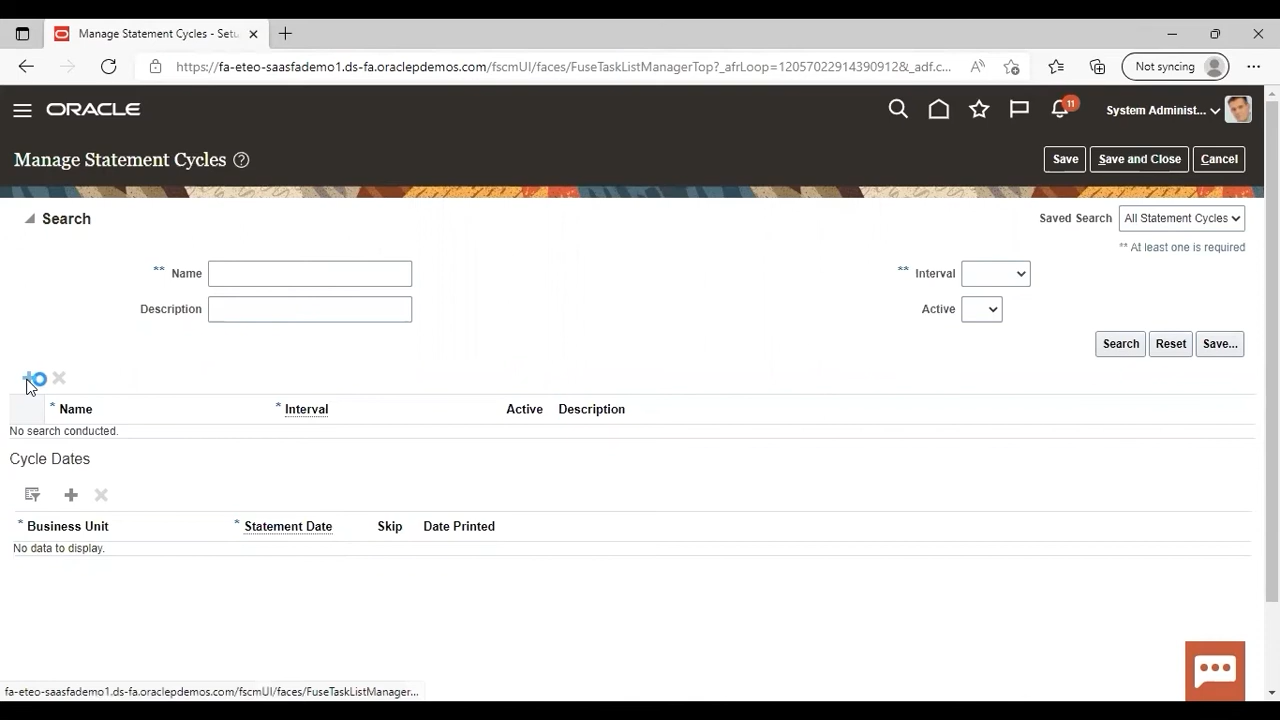 Manage Statement Cycles - Setu
https://fa-eteo-saasfademo1.ds-fa.oraclepdemos.com/fscmUI/faces/FuseTaskListManagerTop?_afrLoop=12057022914390912&_adf.c...
Not syncing
ORACLE
11
System Administ...
Manage Statement Cycles
Save
Save and Close
Cancel
Search
Saved Search
All Statement Cycles
** At least one is required
** Name
** Interval
Description
Active
Search
Reset
Save...
* Name
* Interval
Active
Description
No search conducted.
Cycle Dates
* Business Unit
* Statement Date
Skip
Date Printed
No data to display.
fa-eteo-saasfademo1.ds-fa.oraclepdemos.com/fscmUI/faces/FuseTaskListManager...